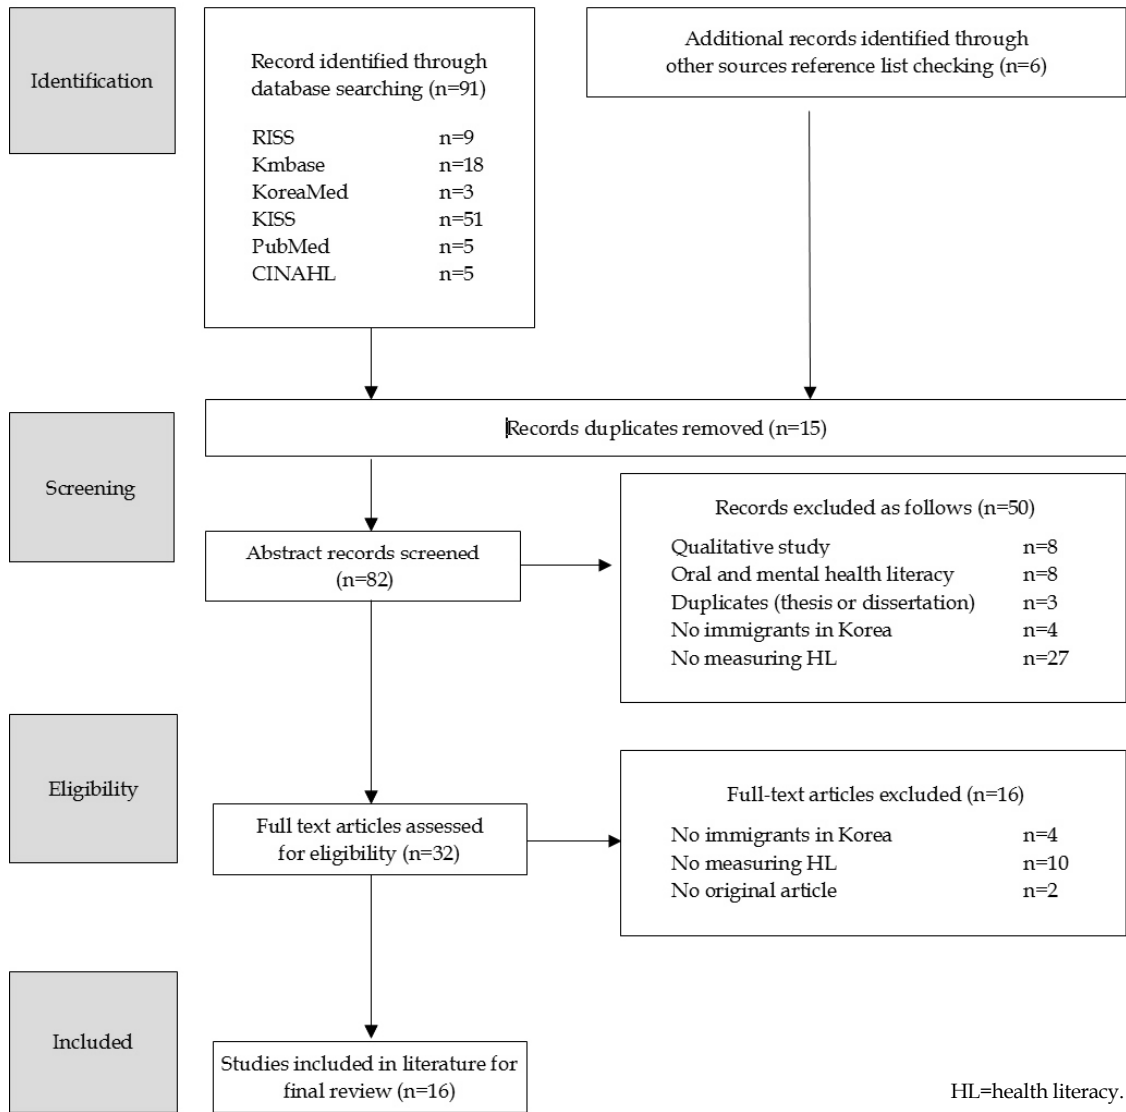 Identification
Record identified through
database searching (n=91)
RISS n=9
Kmbase n=18
KoreaMed n=3
KISS n=51
PubMed n=5
CINAHL n=5
Additional records identified through
other sources reference list checking (n=6)
Records duplicates removed (n=15)
Screening
Abstract records screened
(n=82)
Records excluded as follows (n=50)
Qualitative study n=8
Oral and mental health literacy n=8
Duplicates (thesis or dissertation) n=3
No immigrants in Korea n=4
No measuring HL n=27
Eligibility
Full text articles assessed
for eligibility (n=32)
Full-text articles excluded (n=16)
No immigrants in Korea n=4
No measuring HL n=10
No original article n=2
Included
Studies included in literature for
final review (n=16)
HL=health literacy.